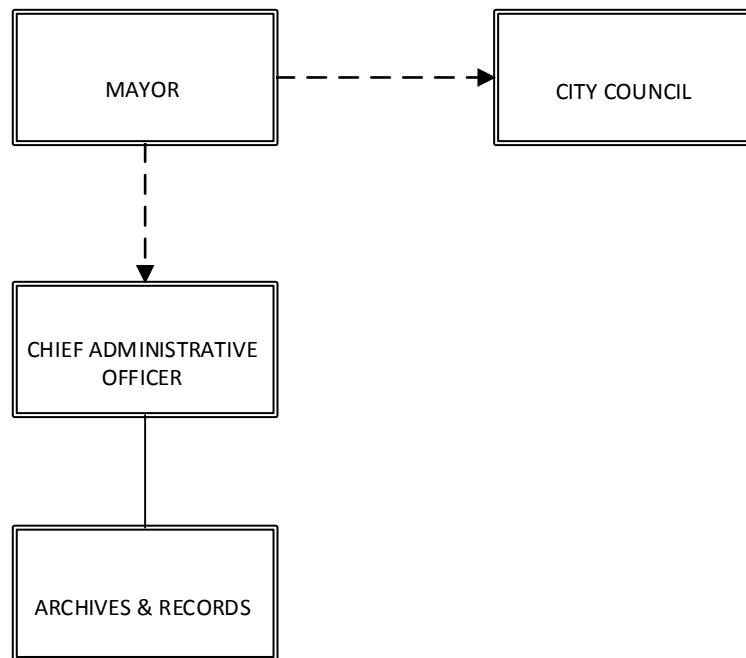 MAYOR
CITY COUNCIL
CHIEF ADMINISTRATIVE
OFFICER
ARCHIVES & RECORDS